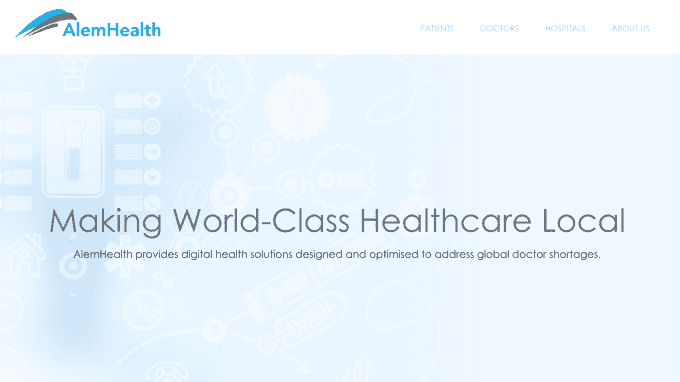 AlemHealth
PATIENTS DOCTORS HOSPITALS ABOUT US
Making World-Class Healthcare Local
AlemHealth provides digital health solutions designed and optimised to address global doctor shortages.